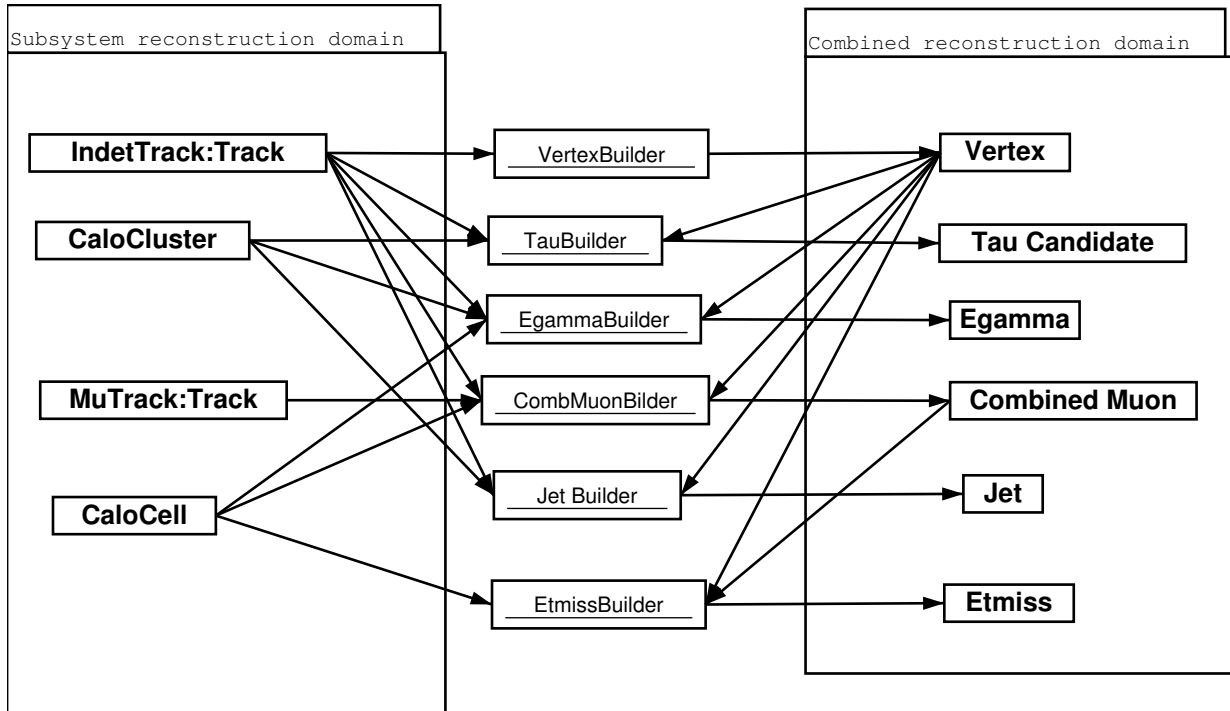 Subsystem reconstruction domain
Combined reconstruction domain
IndetTrack:Track
VertexBuilder
Vertex
CaloCluster
TauBuilder
Tau Candidate
EgammaBuilder
Egamma
MuTrack:Track
CombMuonBilder
Combined Muon
Jet Builder
Jet
CaloCell
EtmissBuilder
Etmiss